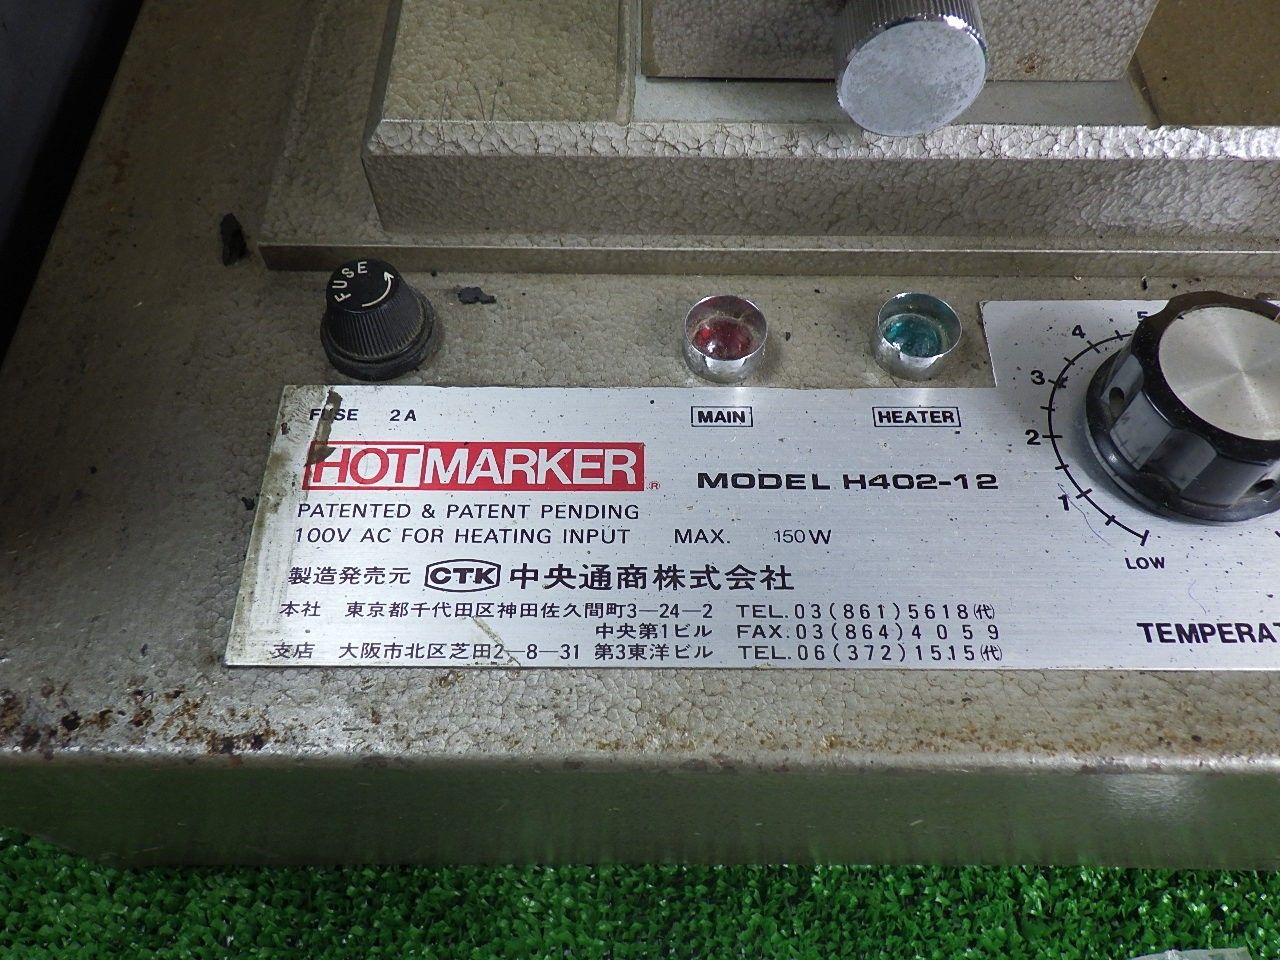 FUSE
FUSE 2A
MAIN
HEATER
HOT MARKER ®
MODEL H402-12
PATENTED & PATENT PENDING
100V AC FOR HEATING INPUT MAX. 150W
製造発売元 CTK 中央通商株式会社
本社 東京都千代田区神田佐久間町3-24-2 TEL.03(861)5618(代)
中央第1ビル FAX.03(864)4059
支店 大阪市北区芝田2-8-31 第3東洋ビル TEL.06(372)1515(代)
5
4
3
2
1
LOW